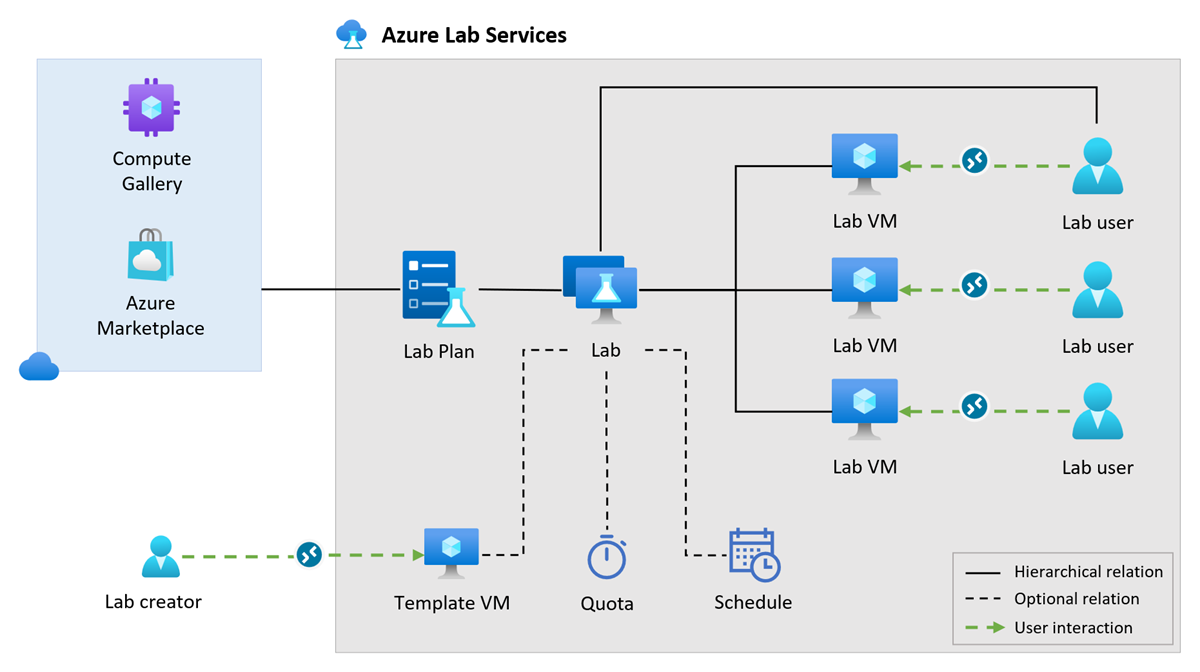 Azure Lab Services
Compute
Gallery
Azure
Marketplace
Lab Plan
Lab
Lab VM
Lab user
Lab VM
Lab user
Lab VM
Lab user
Lab creator
Template VM
Quota
Schedule
Hierarchical relation
Optional relation
User interaction